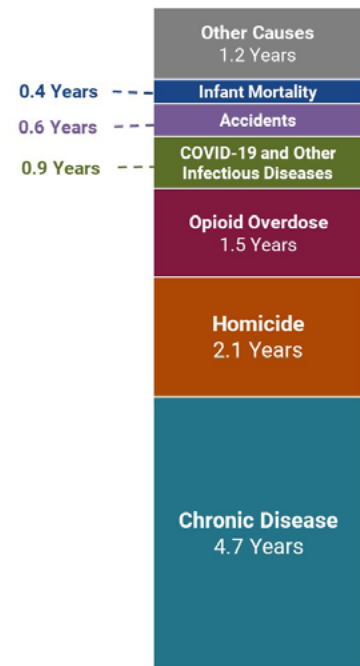 Other Causes
1.2 Years
0.4 Years
Infant Mortality
0.6 Years
Accidents
0.9 Years
COVID-19 and Other
Infectious Diseases
Opioid Overdose
1.5 Years
Homicide
2.1 Years
Chronic Disease
4.7 Years